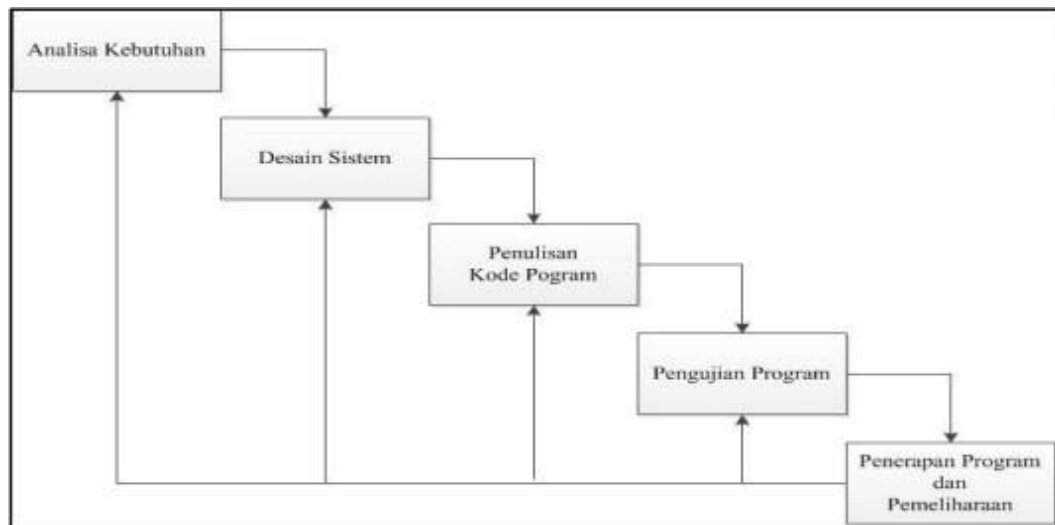 Analisa Kebutuhan
Desain Sistem
Penulisan
Kode Pogram
Pengujian Program
Penerapan Program
dan
Pemeliharaan